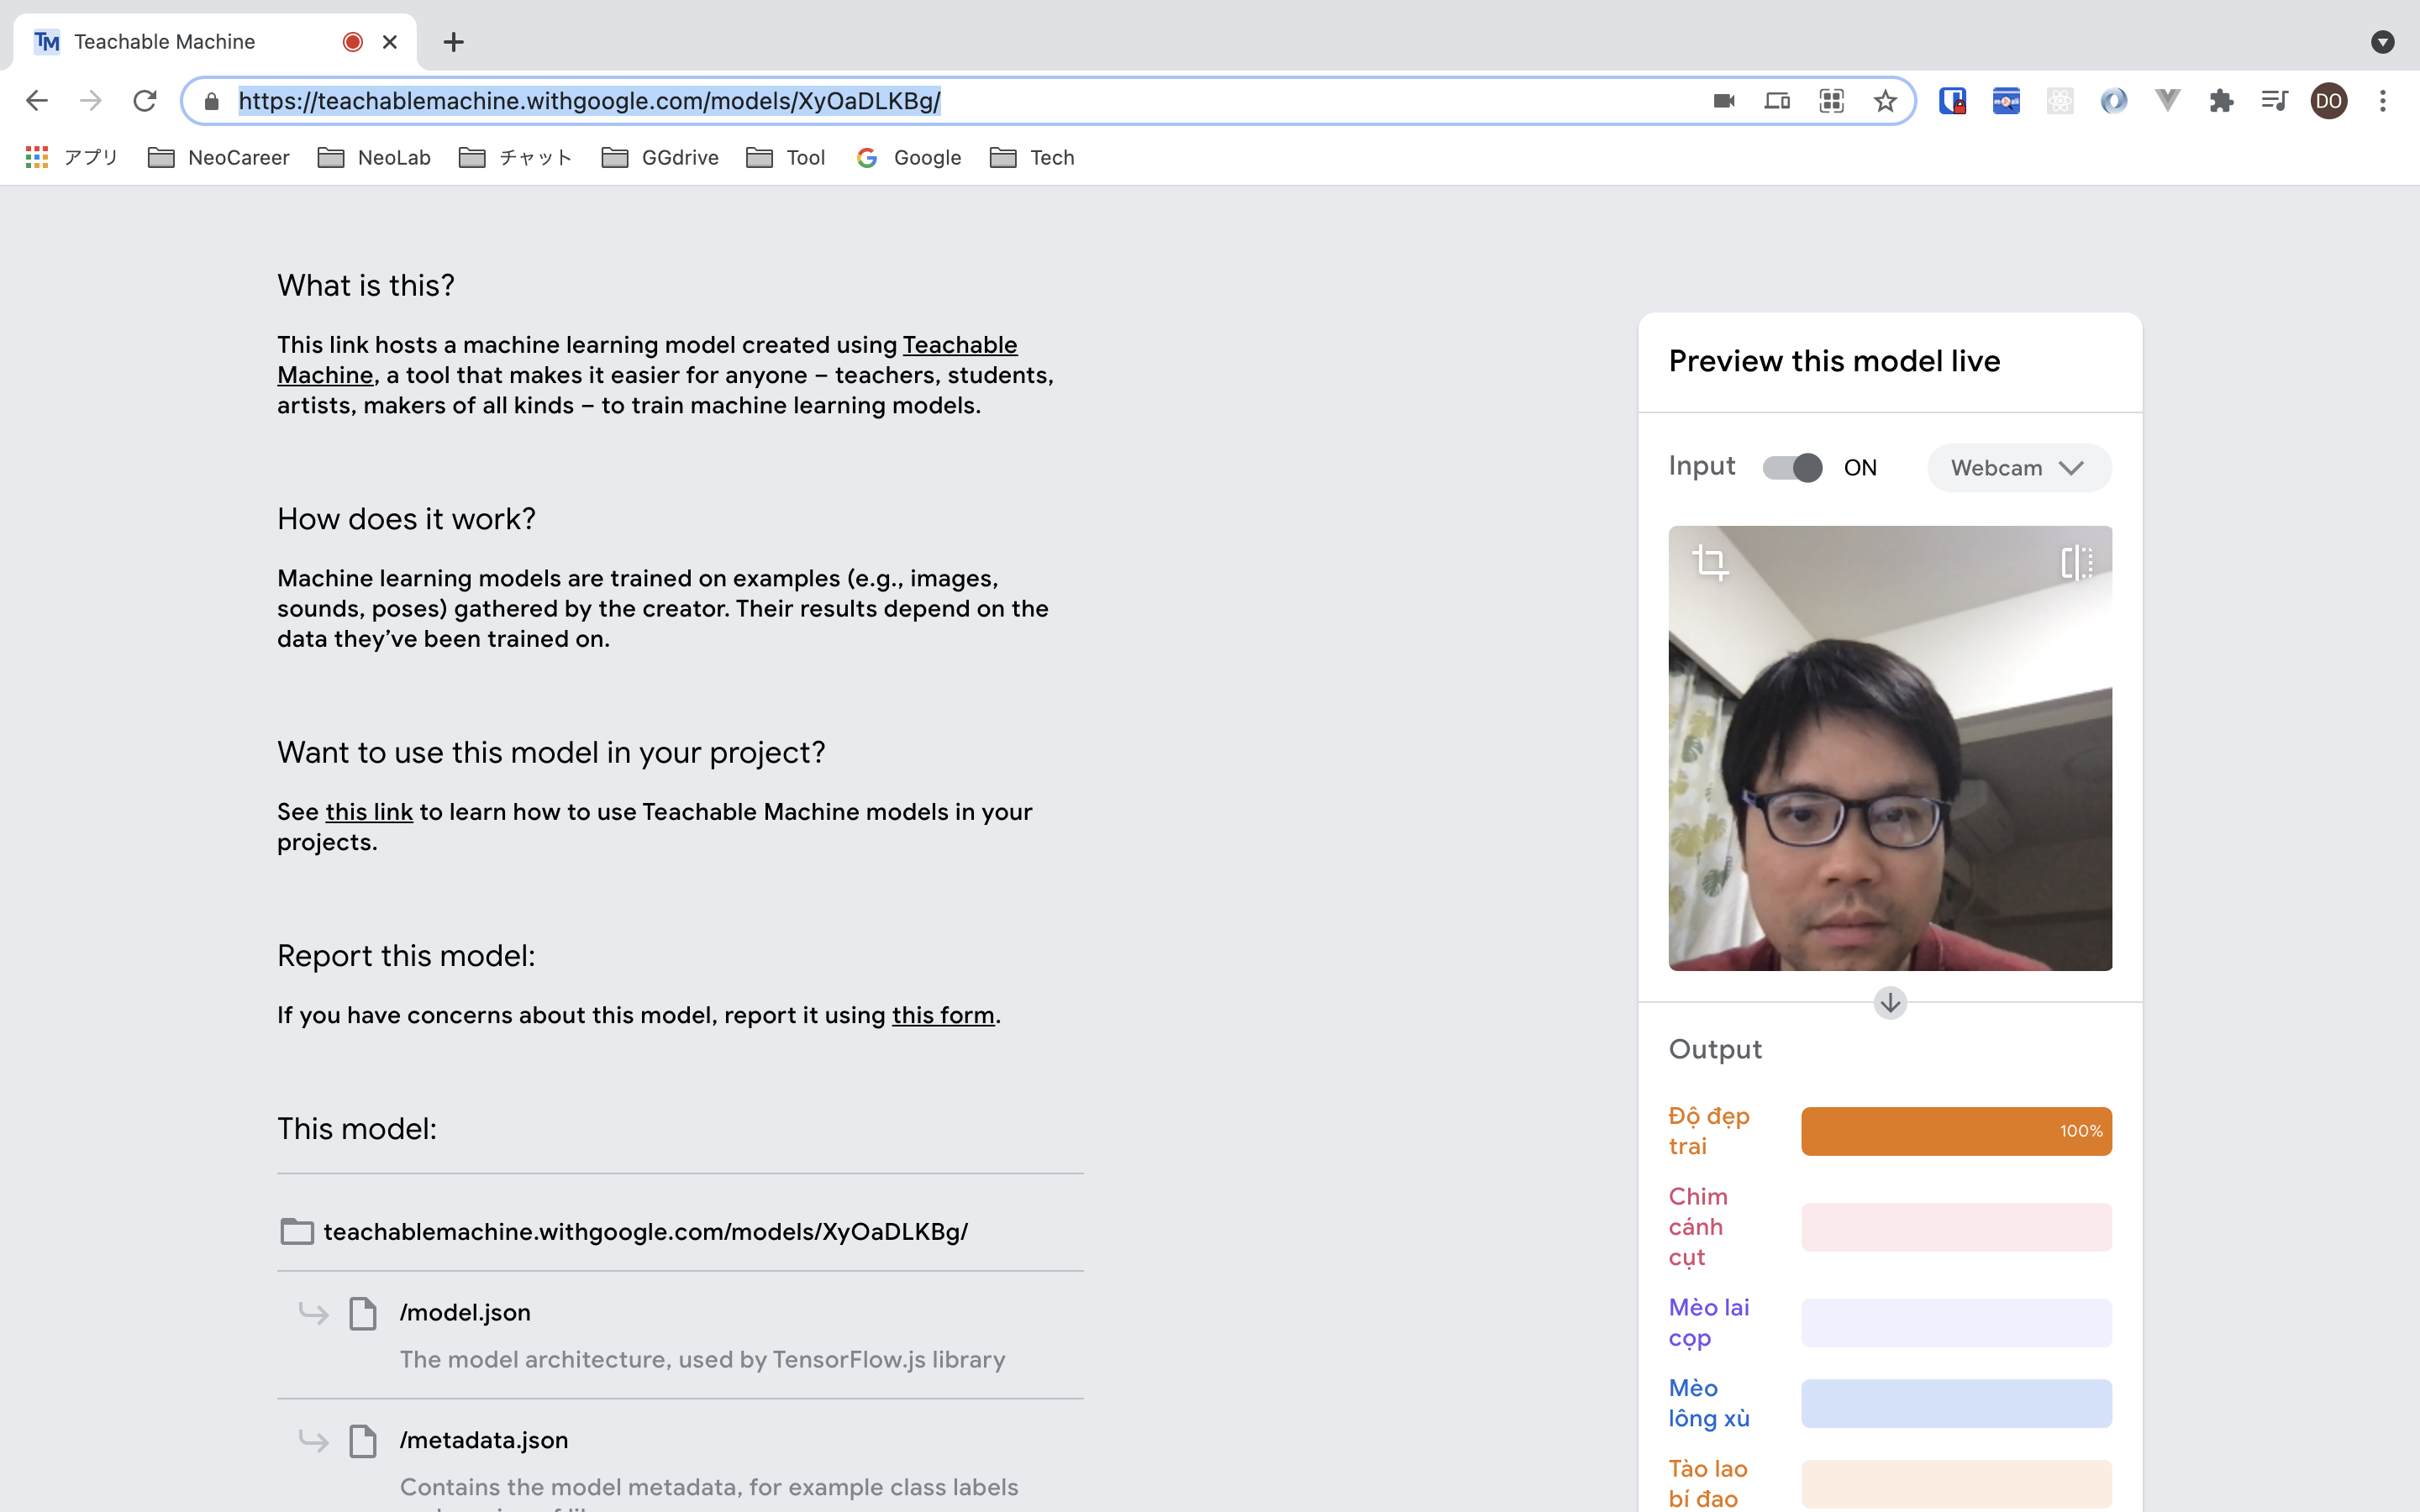 Teachable Machine
https://teachablemachine.withgoogle.com/models/XyOaDLKBg/
DO
アプリ
NeoCareer
NeoLab
チャット
GGdrive
Tool
Google
Tech
What is this?
This link hosts a machine learning model created using Teachable
Machine, a tool that makes it easier for anyone – teachers, students,
artists, makers of all kinds – to train machine learning models.
How does it work?
Machine learning models are trained on examples (e.g., images,
sounds, poses) gathered by the creator. Their results depend on the
data they’ve been trained on.
Want to use this model in your project?
See this link to learn how to use Teachable Machine models in your
projects.
Report this model:
If you have concerns about this model, report it using this form.
This model:
teachablemachine.withgoogle.com/models/XyOaDLKBg/
/model.json
The model architecture, used by TensorFlow.js library
/metadata.json
Contains the model metadata, for example class labels
Preview this model live
Input
ON
Webcam
Output
Độ đẹp
trai
100%
Chim
cánh
cụt
Mèo lai
cọp
Mèo
lông xù
Tào lao
bí đao